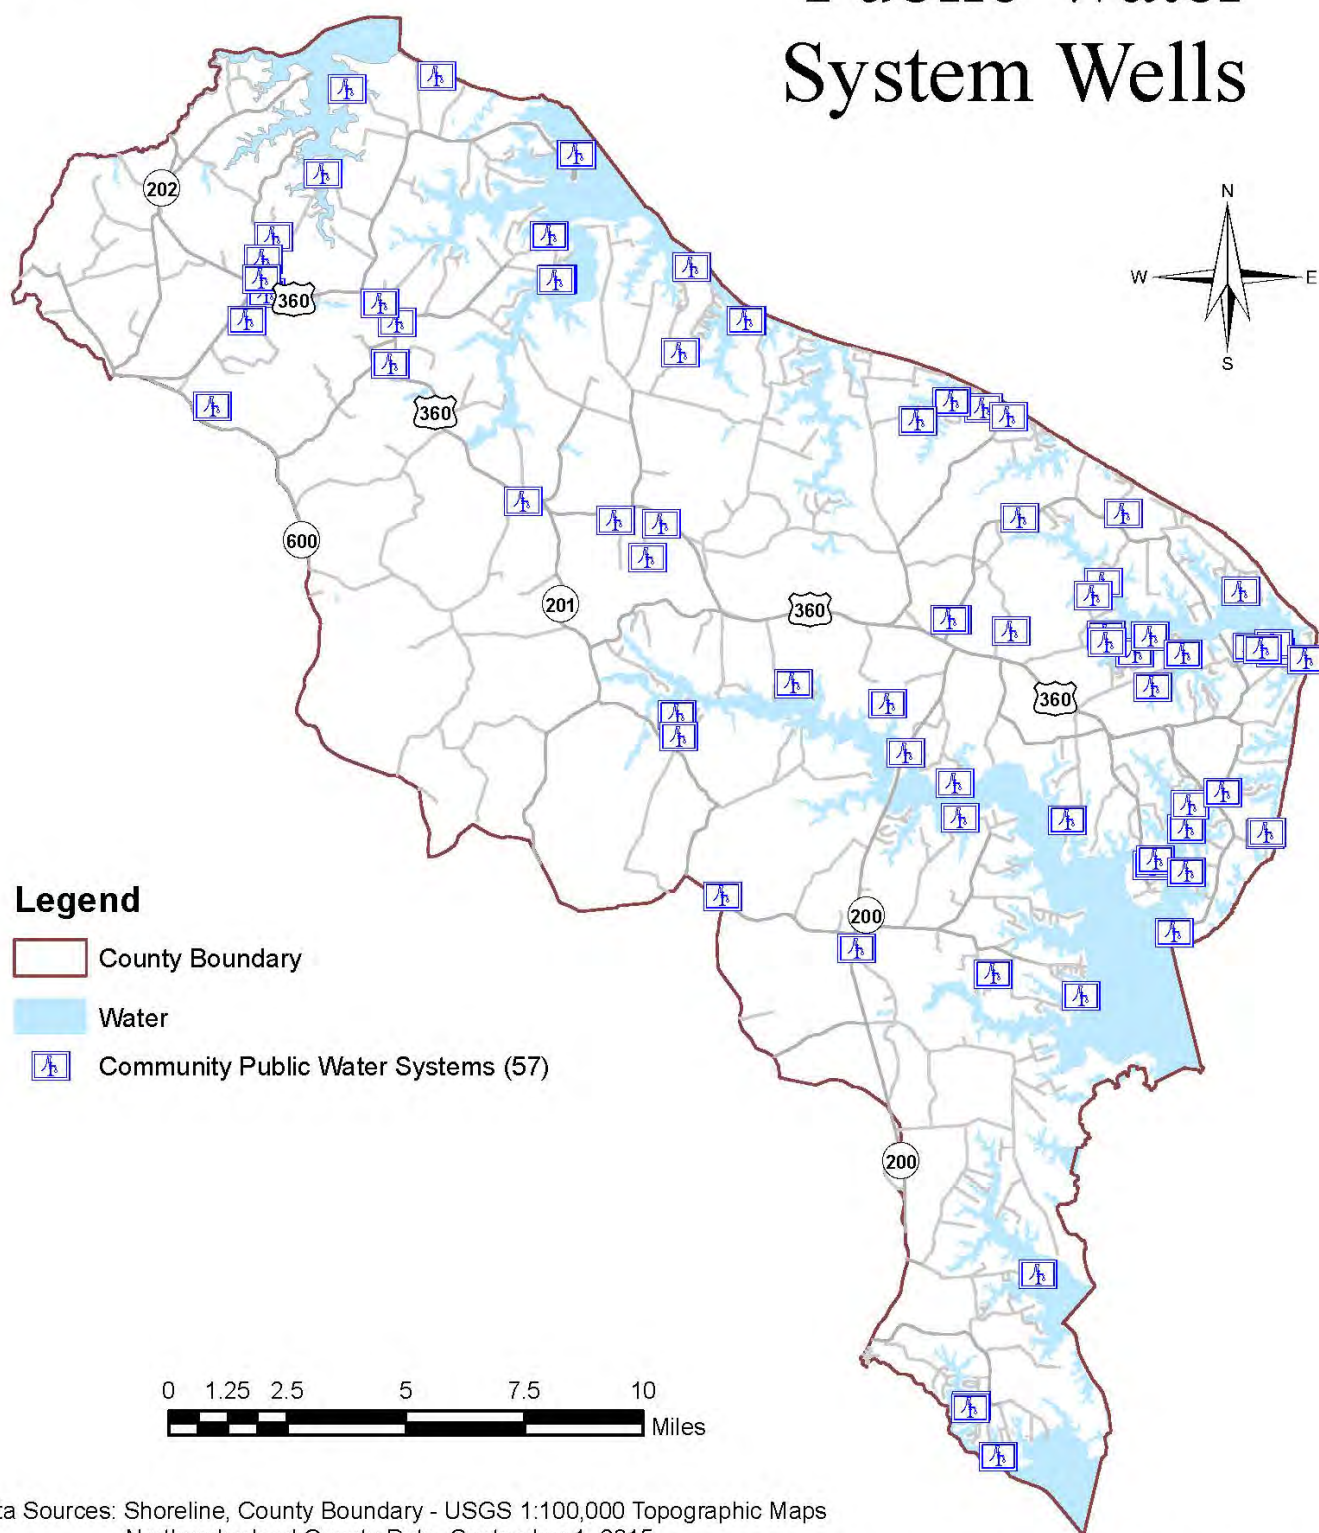 System Wells
N
W
E
S
202
360
360
600
201
360
360
200
200
Legend
County Boundary
Water
Community Public Water Systems (57)
0 1.25 2.5 5 7.5 10
Miles
ta Sources: Shoreline, County Boundary - USGS 1:100,000 Topographic Maps